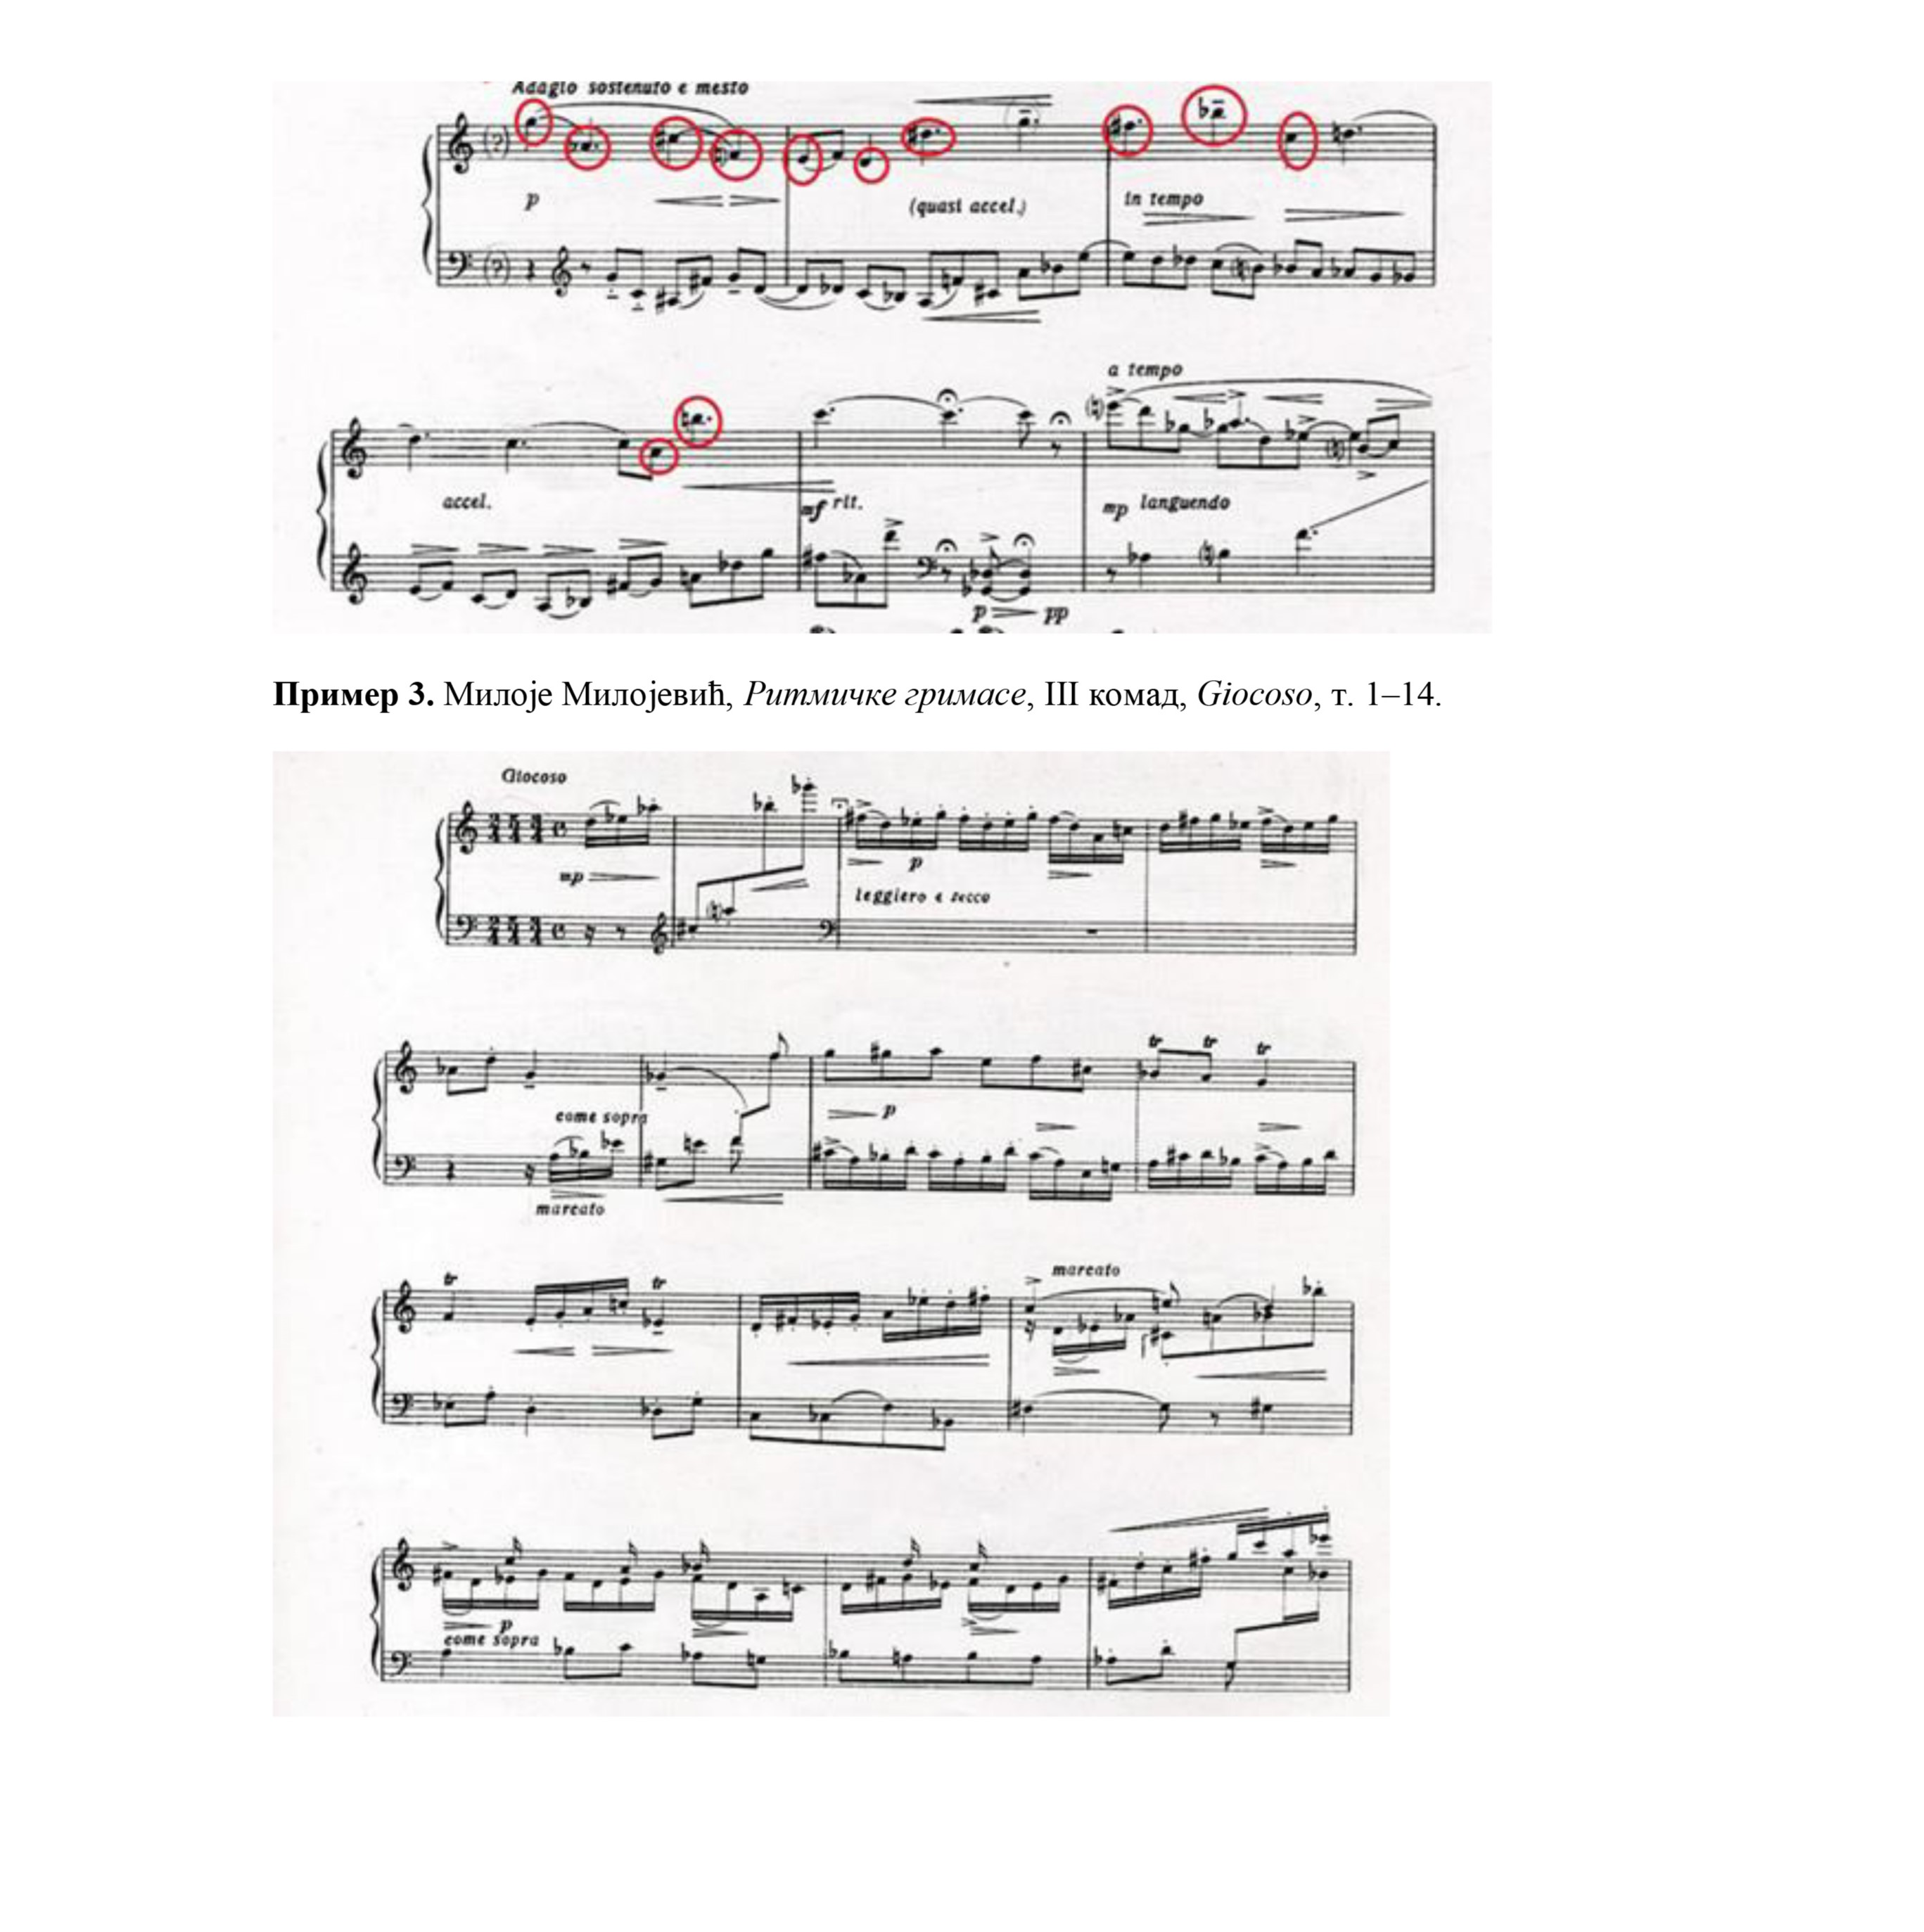 Adagio sostenuto e mesto
(?)
p
(quasi accel.)
in tempo
(?)
a tempo
accel.
mf rit.
mp languendo
p pp
Пример 3. Милоје Милојевић, Ритмичке гримасе, III комад, Giocoso, т. 1–14.
Giocoso
mp
p
leggiero e secco
tr tr tr
come sopra
p
marcato
tr tr
marcato
p
come sopra